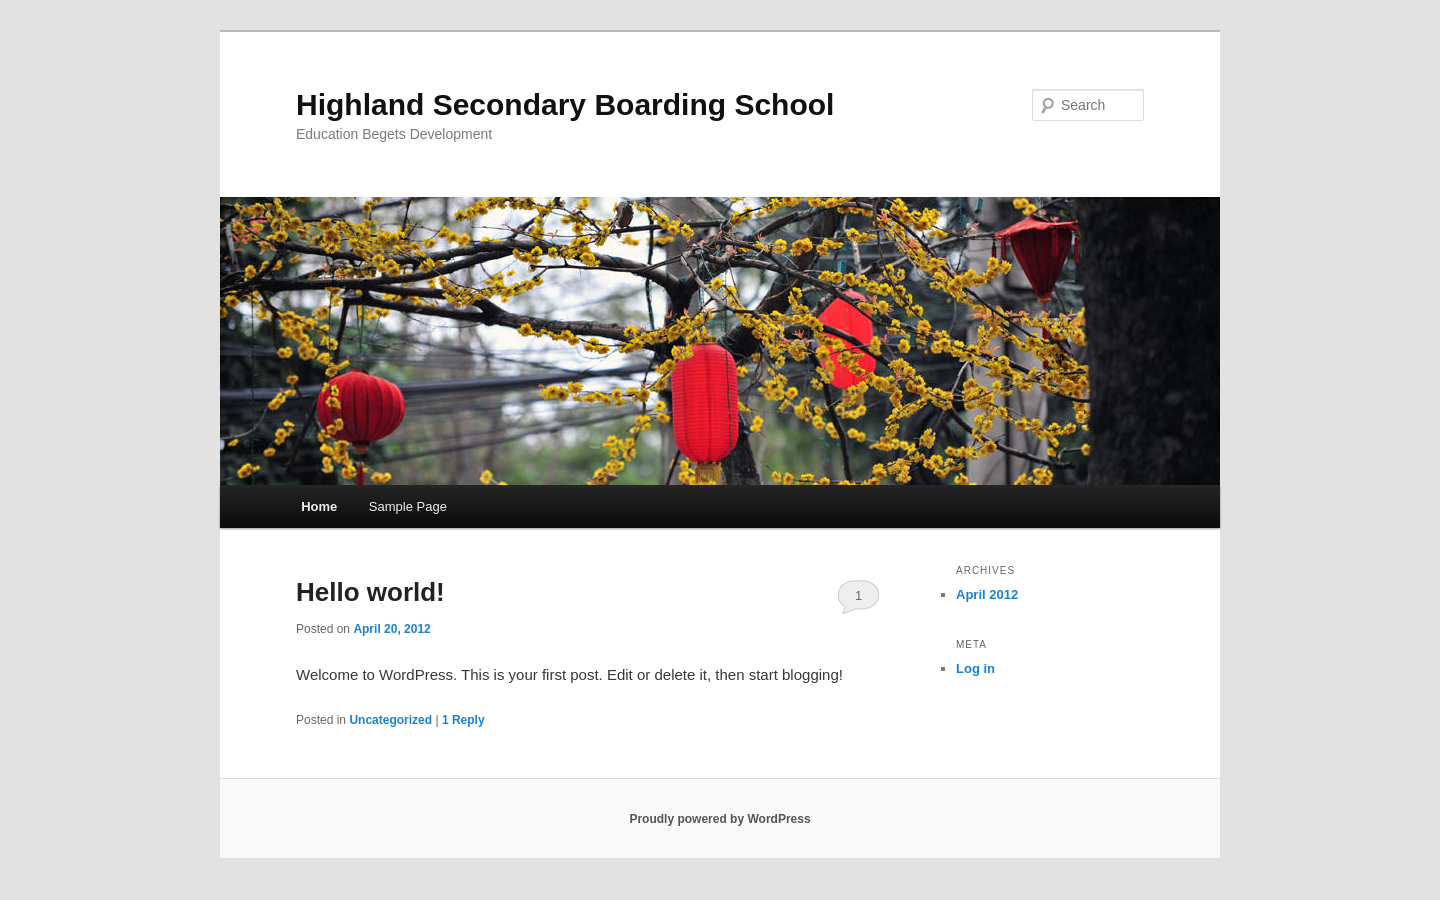 Highland Secondary Boarding School
Education Begets Development
Search
Home
Sample Page
Hello world!
1
Posted on April 20, 2012
Welcome to WordPress. This is your first post. Edit or delete it, then start blogging!
Posted in Uncategorized | 1 Reply
ARCHIVES
April 2012
META
Log in
Proudly powered by WordPress